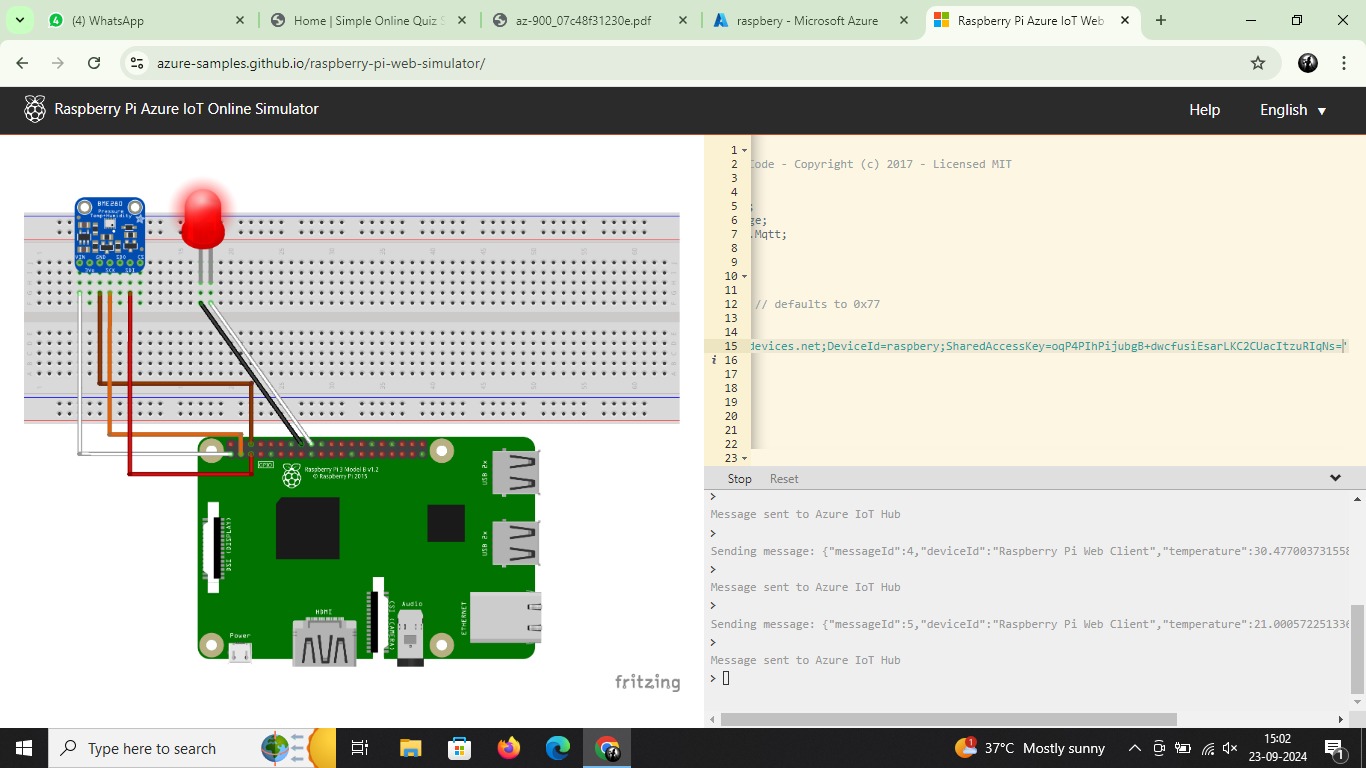 (4) WhatsApp
Home | Simple Online Quiz S
az-900_07c48f31230e.pdf
raspbery - Microsoft Azure
Raspberry Pi Azure IoT Web
azure-samples.github.io/raspberry-pi-web-simulator/
Raspberry Pi Azure IoT Online Simulator
Help
English
BME280
Pressure
Temp+Humidity
VIN GND SDO CS
3Vo SCK SDI
GPIO
Raspberry Pi 3 Model B v1.2
© Raspberry Pi 2015
USB 2x
USB 2x
DSI (DISPLAY)
ETHERNET
Audio
HDMI
CSI (CAMERA)
Power
fritzing
1
2 Code - Copyright (c) 2017 - Licensed MIT
3
4
5 ;
6 ge;
7 .Mqtt;
8
9
10
11
12 // defaults to 0x77
13
14
15 devices.net;DeviceId=raspbery;SharedAccessKey=oqP4PIhPijubgB+dwcfusiEsarLKC2CUacItzuRIqNs='
16
17
18
19
20
21
22
23
Stop Reset
>
Message sent to Azure IoT Hub
>
Sending message: {"messageId":4,"deviceId":"Raspberry Pi Web Client","temperature":30.477003731558
>
Message sent to Azure IoT Hub
>
Sending message: {"messageId":5,"deviceId":"Raspberry Pi Web Client","temperature":21.000572251336
>
Message sent to Azure IoT Hub
>
Type here to search
37°C Mostly sunny
15:02
23-09-2024